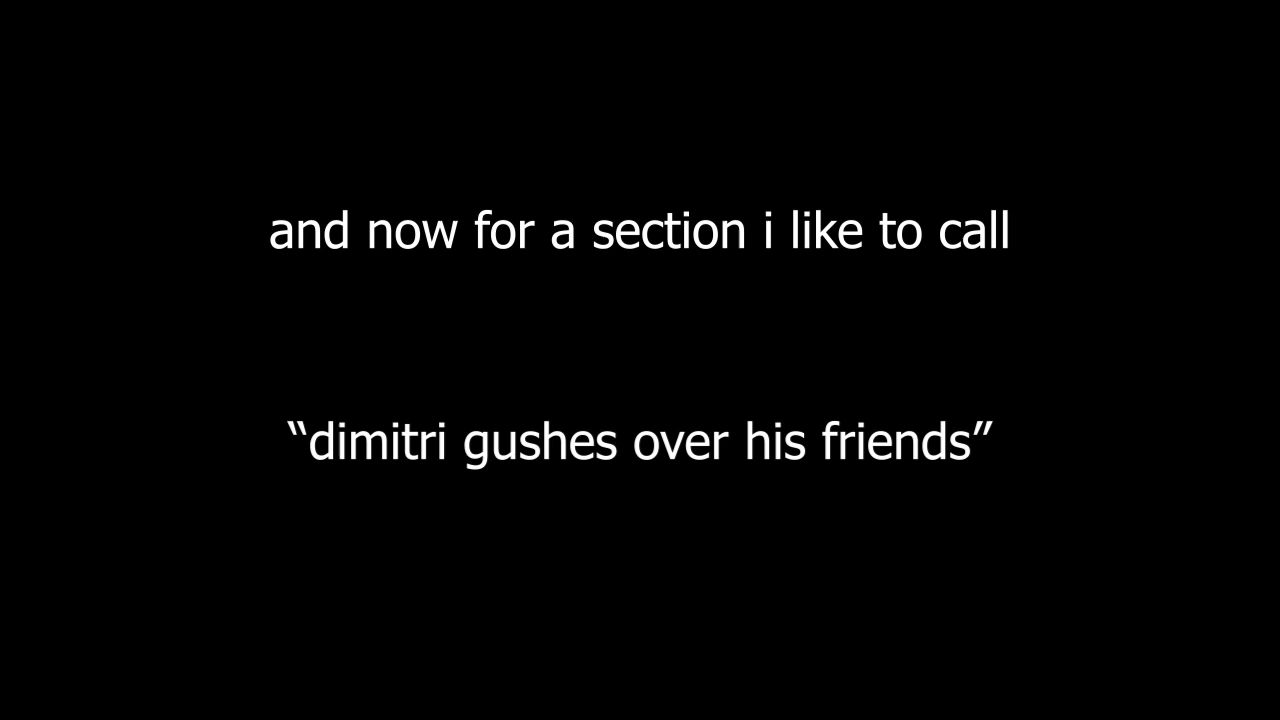 and now for a section i like to call
“dimitri gushes over his friends”